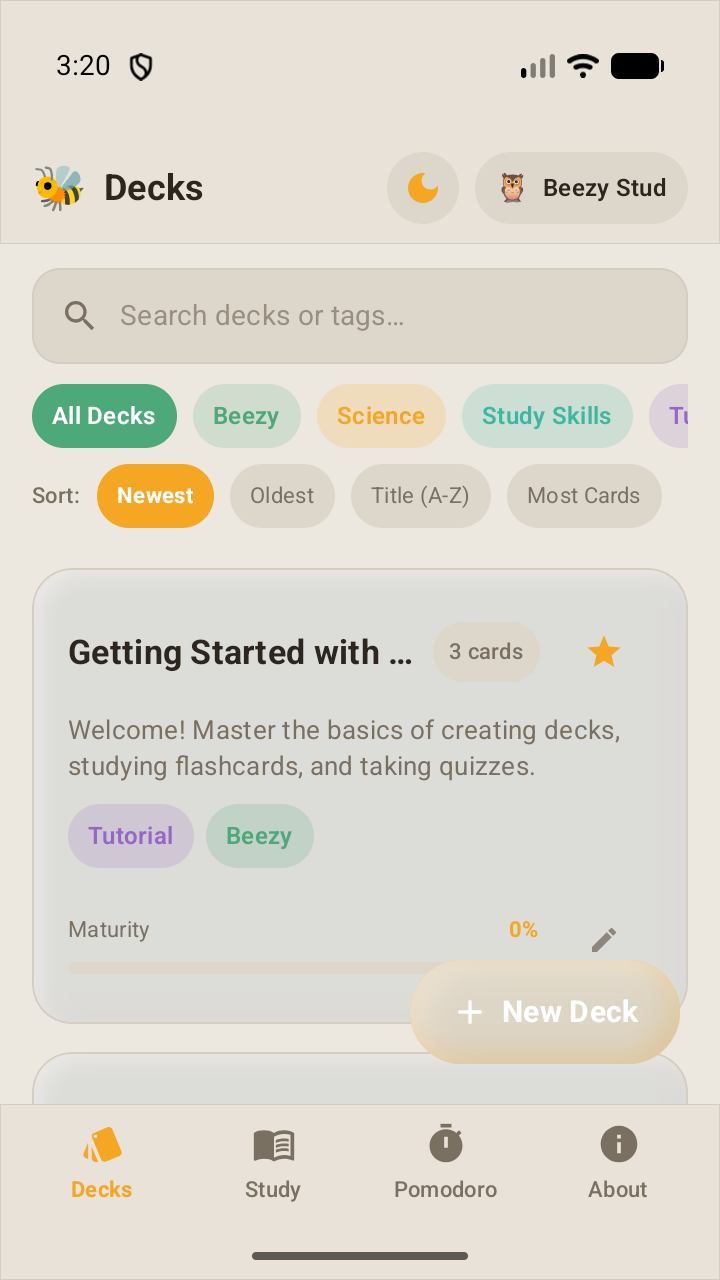 3:20
Decks
Beezy Stud
Search decks or tags…
All Decks
Beezy
Science
Study Skills
Tu
Sort:
Newest
Oldest
Title (A-Z)
Most Cards
Getting Started with …
3 cards
Welcome! Master the basics of creating decks,
studying flashcards, and taking quizzes.
Tutorial
Beezy
Maturity
0%
New Deck
Decks
Study
Pomodoro
About